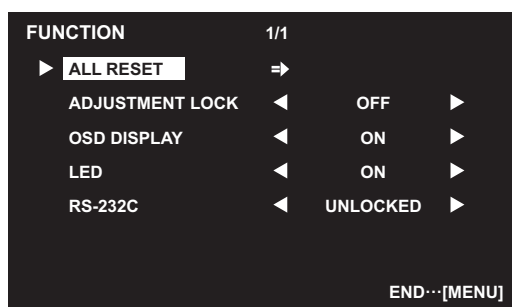 FUNCTION 1/1
ALL RESET
ADJUSTMENT LOCK OFF
OSD DISPLAY ON
LED ON
RS-232C UNLOCKED
END···[MENU]